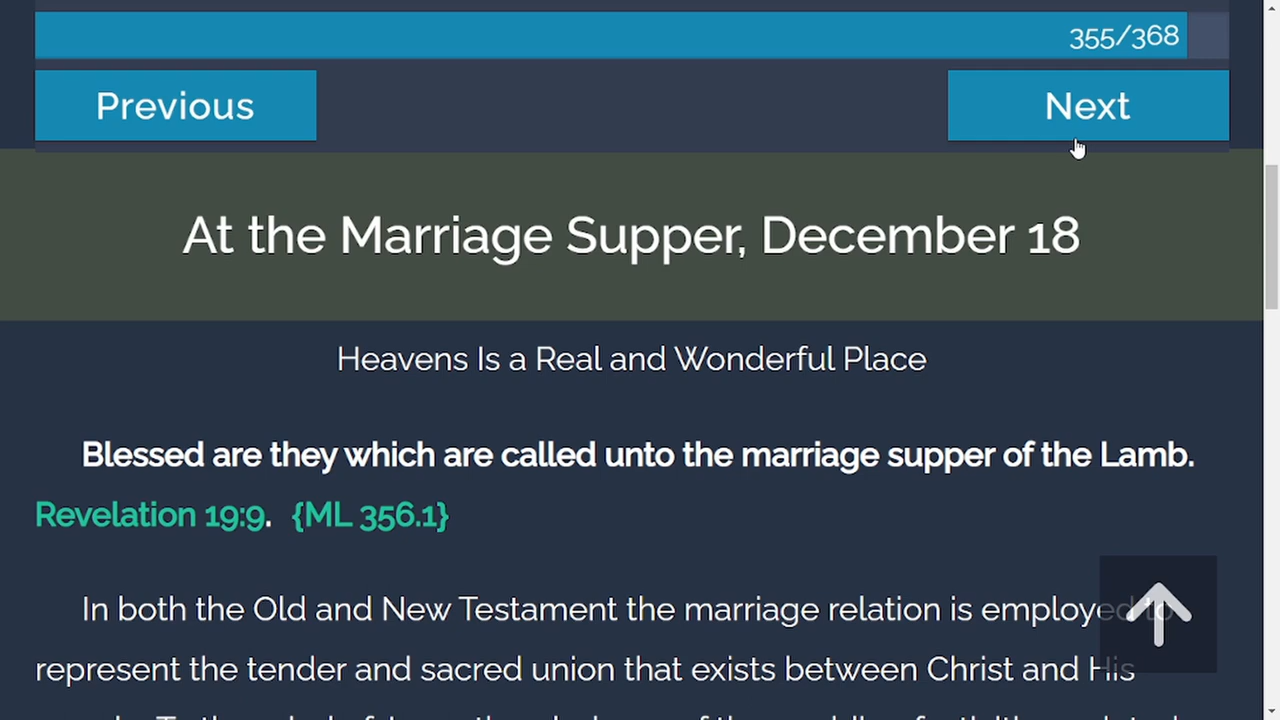 355/368
Previous
Next
At the Marriage Supper, December 18
Heavens Is a Real and Wonderful Place
Blessed are they which are called unto the marriage supper of the Lamb.
Revelation 19:9. {ML 356.1}
In both the Old and New Testament the marriage relation is employed to
represent the tender and sacred union that exists between Christ and His